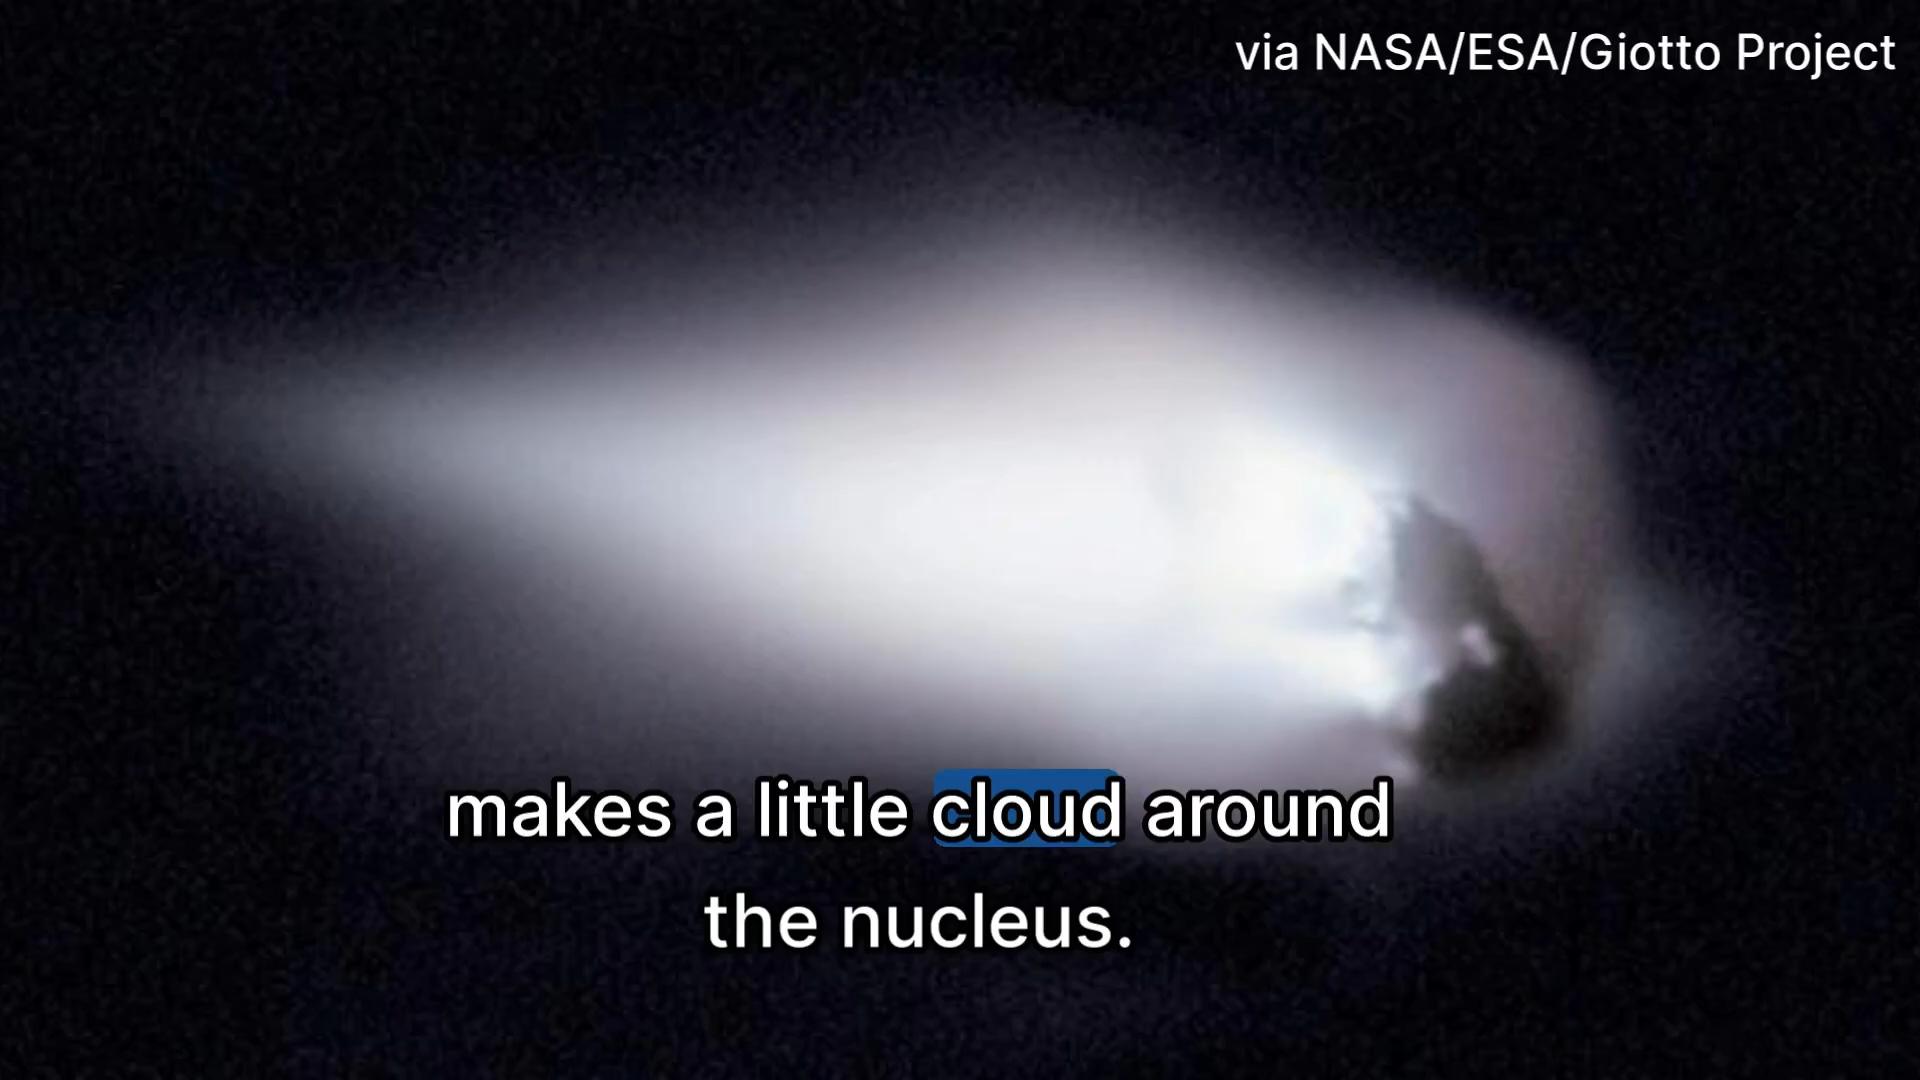 via NASA/ESA/Giotto Project
makes a little cloud around
the nucleus.